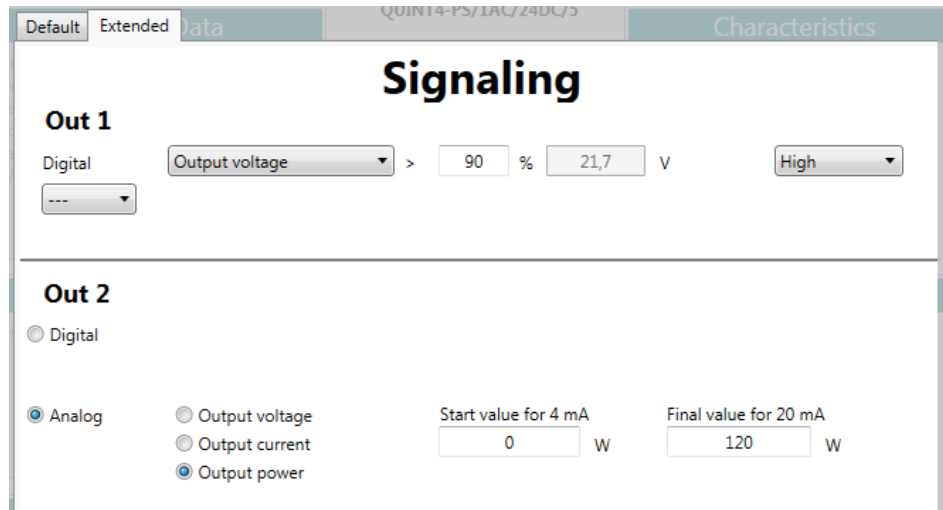 QUINT4-PS/1AC/24DC/5
Default Extended Data Characteristics
Signaling
Out 1
Digital Output voltage > 90 % 21,7 V High
---
Out 2
Digital
Analog Output voltage Start value for 4 mA Final value for 20 mA
Output current 0 W 120 W
Output power